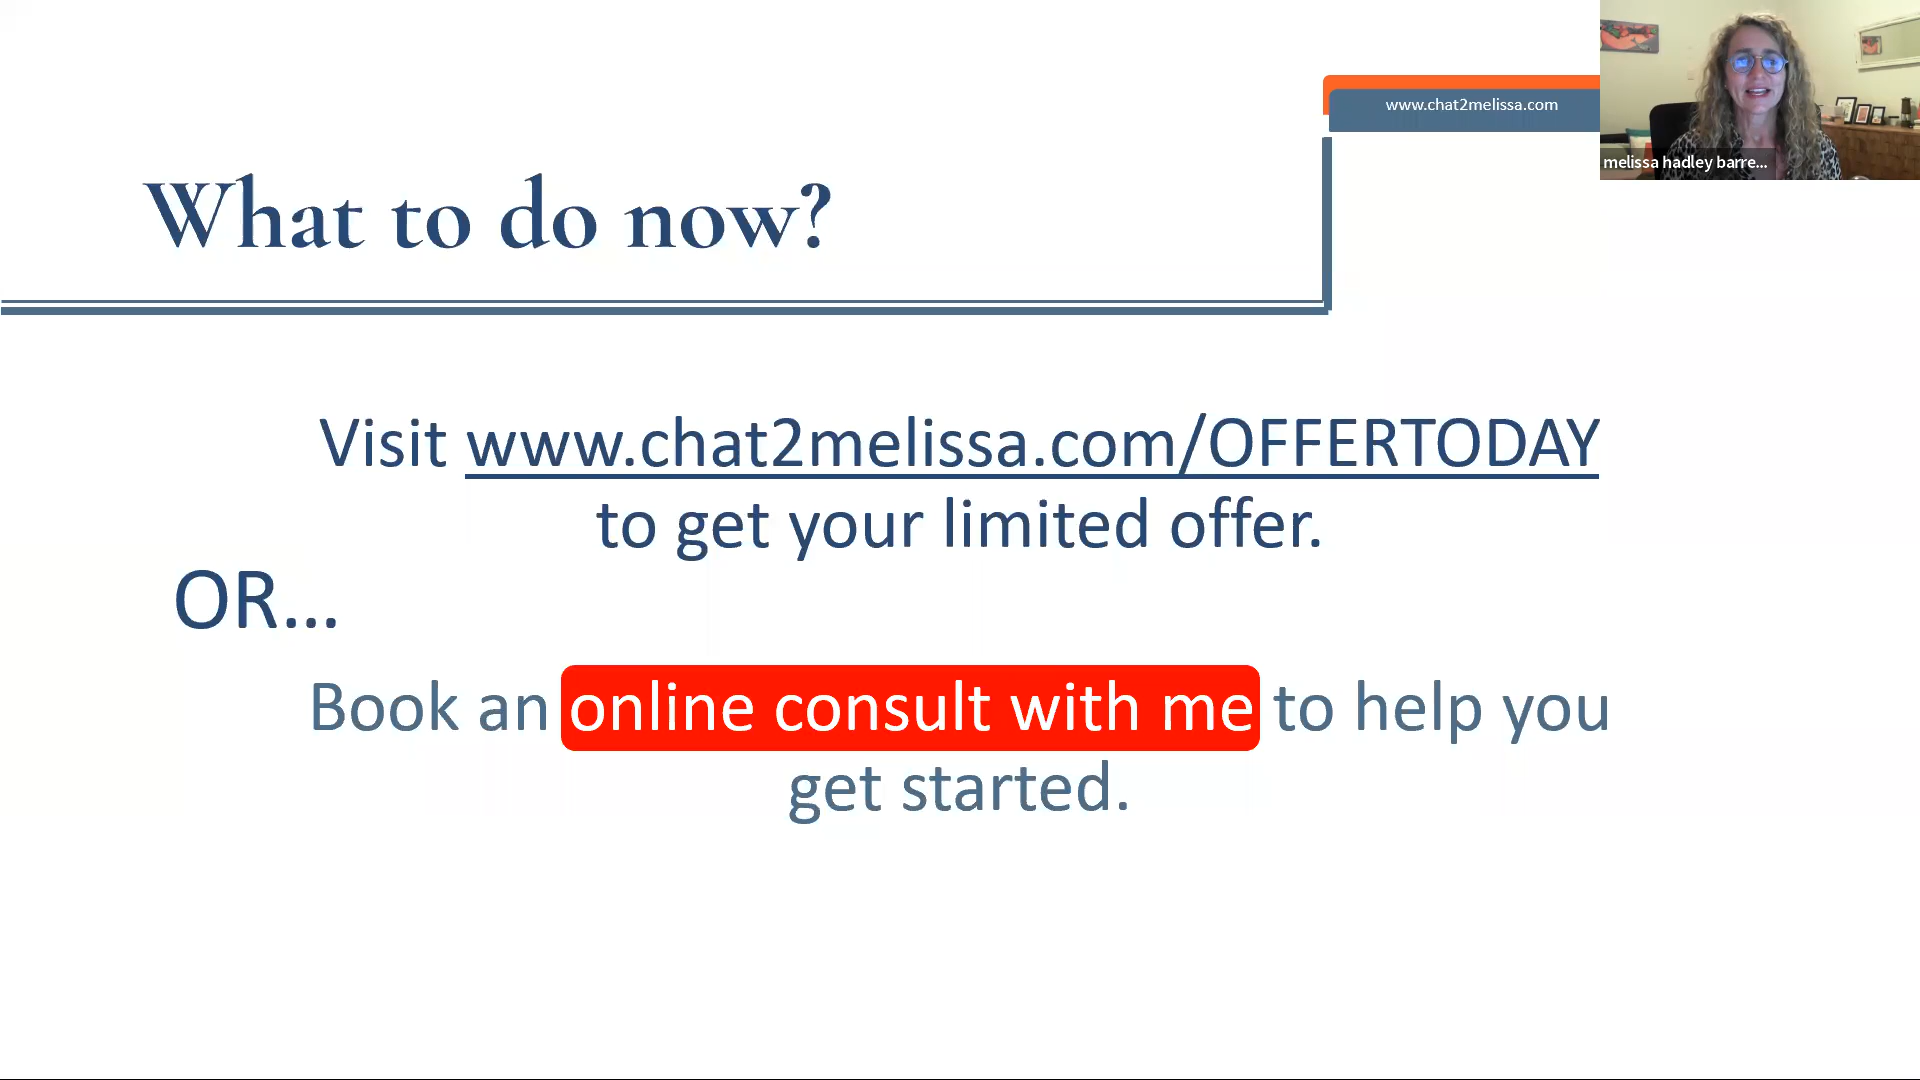 www.chat2melissa.com
melissa hadley barre...
What to do now?
Visit www.chat2melissa.com/OFFERTODAY
to get your limited offer.
OR...
Book an online consult with me to help you
get started.